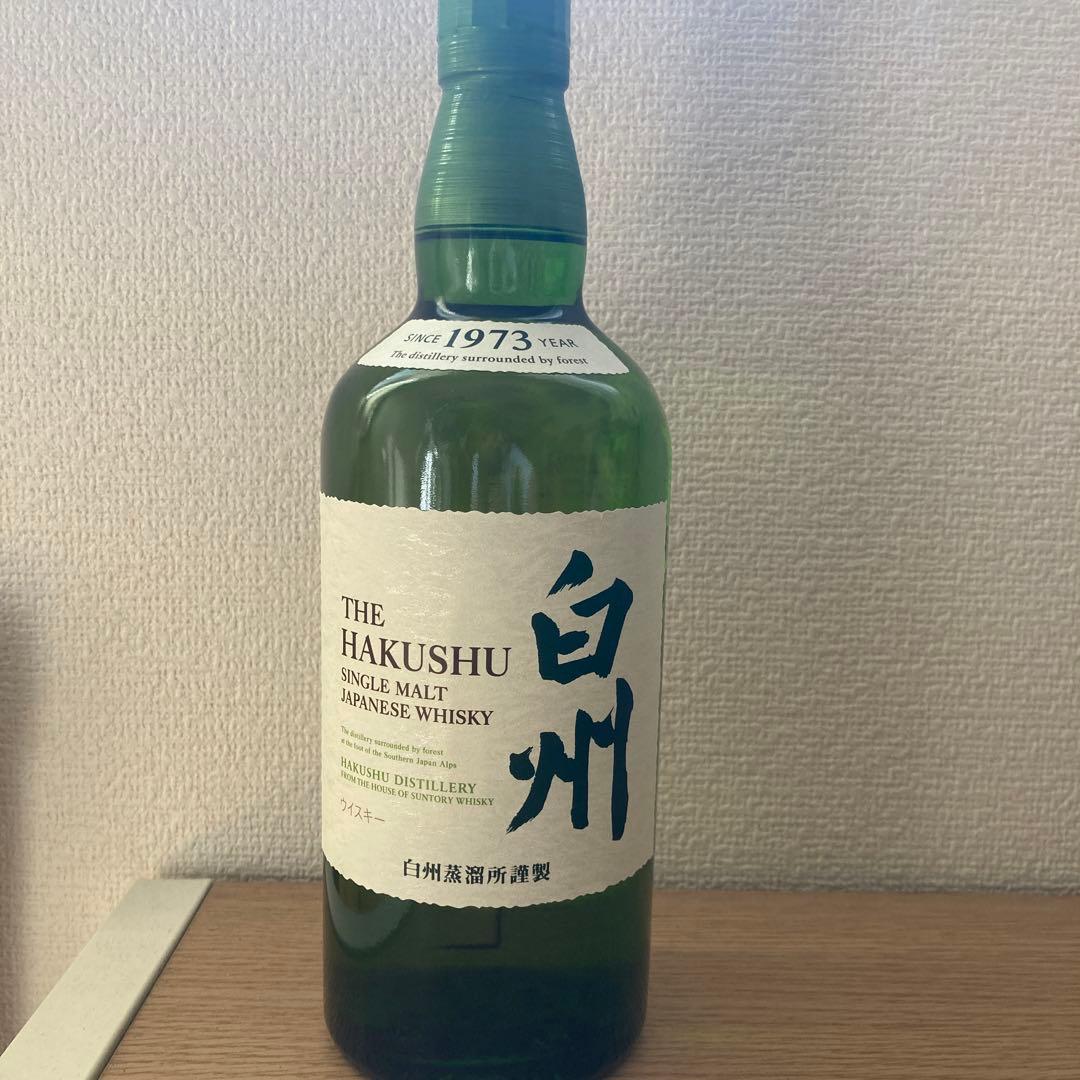 SINCE 1973 YEAR
The distillery surrounded by forest
白州
THE
HAKUSHU
SINGLE MALT
JAPANESE WHISKY
The distillery surrounded by forest
at the foot of the Southern Japan Alps
HAKUSHU DISTILLERY
FROM THE HOUSE OF SUNTORY WHISKY
ウイスキー
白州蒸溜所謹製